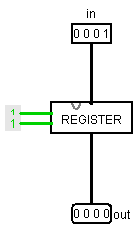 in
0 0 0 1
1
1
REGISTER
0 0 0 0 out